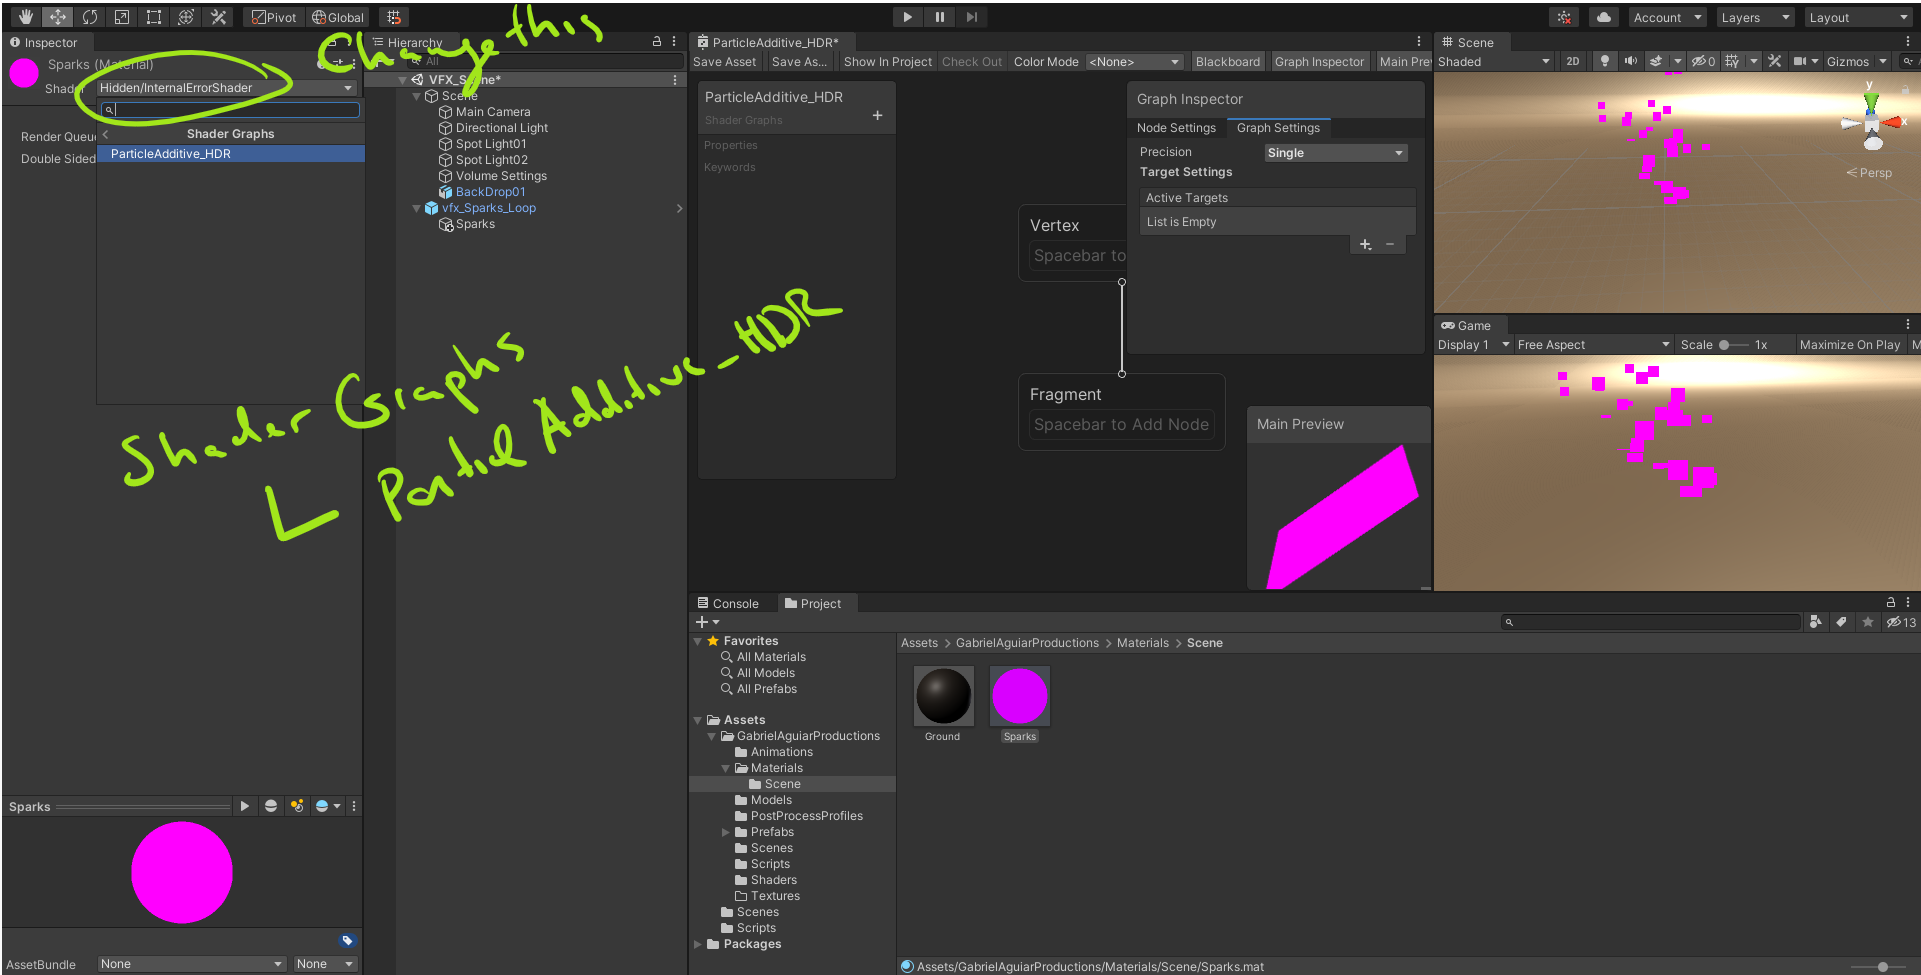 Pivot
Global
Account
Layers
Layout
Inspector
Sparks (Material)
Shader
Hidden/InternalErrorShader
Change this
Shader Graphs
ParticleAdditive_HDR
Render Queue
Double Sided
Shader Graphs
Particl Additive_HDR
Sparks
AssetBundle
None
None
Hierarchy
All
VFX_Scene*
Scene
Main Camera
Directional Light
Spot Light01
Spot Light02
Volume Settings
BackDrop01
vfx_Sparks_Loop
Sparks
ParticleAdditive_HDR*
Save Asset
Save As...
Show In Project
Check Out
Color Mode
<None>
Blackboard
Graph Inspector
Main Prev
ParticleAdditive_HDR
Shader Graphs
Properties
Keywords
Vertex
Spacebar to
Fragment
Spacebar to Add Node
Graph Inspector
Node Settings
Graph Settings
Precision
Single
Target Settings
Active Targets
List is Empty
Main Preview
Scene
Shaded
2D
0
Gizmos
A
y
x
Persp
Game
Display 1
Free Aspect
Scale
1x
Maximize On Play
M
Console
Project
13
Favorites
All Materials
All Models
All Prefabs
Assets
GabrielAguiarProductions
Animations
Materials
Scene
Models
PostProcessProfiles
Prefabs
Scenes
Scripts
Shaders
Textures
Scenes
Scripts
Packages
Assets > GabrielAguiarProductions > Materials > Scene
Ground
Sparks
Assets/GabrielAguiarProductions/Materials/Scene/Sparks.mat